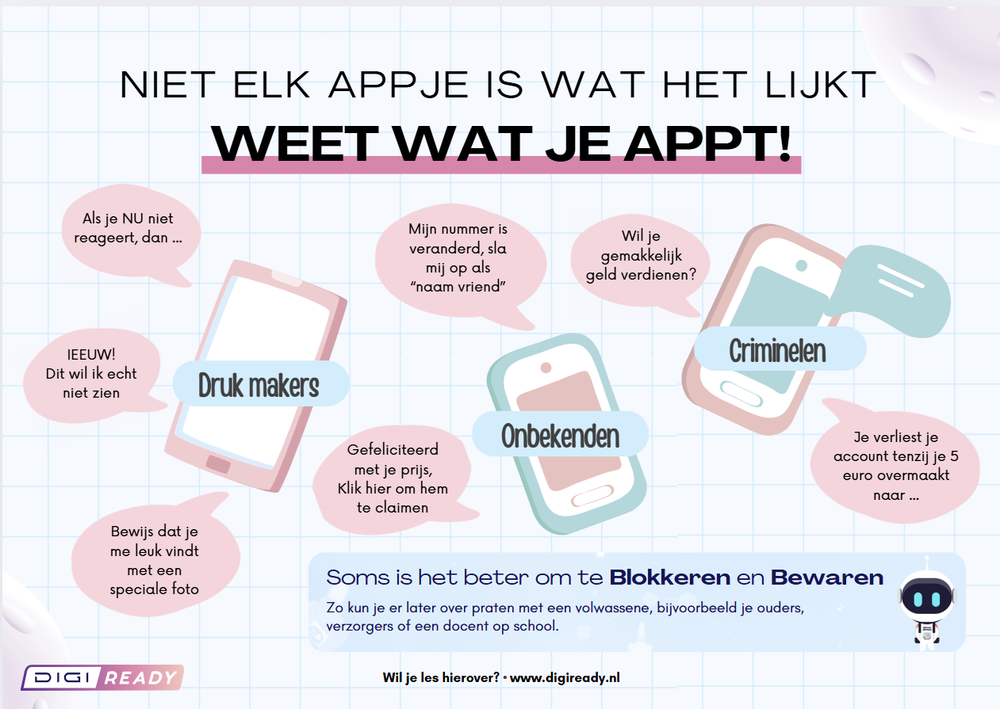 NIET ELK APPJE IS WAT HET LIJKT
WEET WAT JE APPT!
Als je NU niet
reageert, dan ...
IEEUW!
Dit wil ik echt
niet zien
Druk makers
Bewijs dat je
me leuk vindt
met een
speciale foto
Mijn nummer is
veranderd, sla
mij op als
“naam vriend”
Onbekenden
Gefeliciteerd
met je prijs,
Klik hier om hem
te claimen
Wil je
gemakkelijk
geld verdienen?
Criminelen
Je verliest je
account tenzij je 5
euro overmaakt
naar ...
Soms is het beter om te Blokkeren en Bewaren
Zo kun je er later over praten met een volwassene, bijvoorbeeld je ouders,
verzorgers of een docent op school.
DIGI READY
Wil je les hierover? • www.digiready.nl